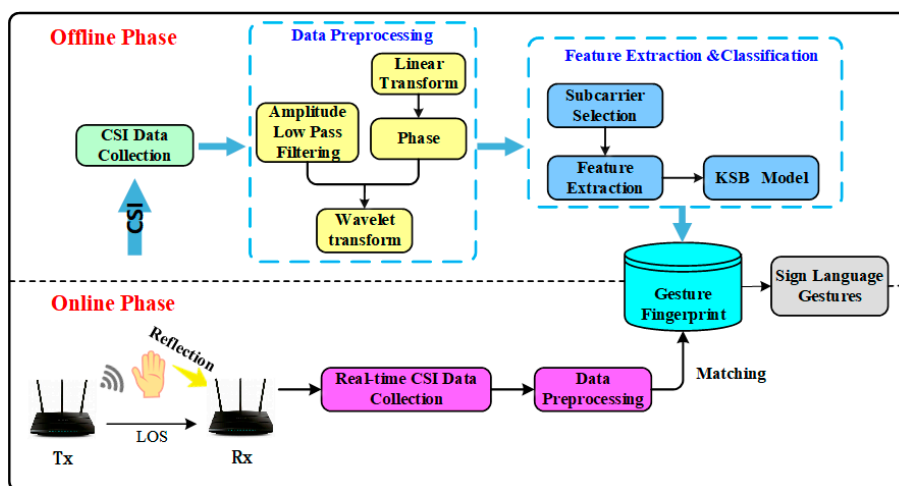 Offline Phase
Data Preprocessing
Linear
Transform
Amplitude
Low Pass
Filtering
Phase
Wavelet
transform
CSI Data
Collection
CSI
Feature Extraction &Classification
Subcarrier
Selection
Feature
Extraction
KSB Model
Gesture
Fingerprint
Sign Language
Gestures
Online Phase
Reflection
LOS
Tx
Rx
Real-time CSI Data
Collection
Data
Preprocessing
Matching